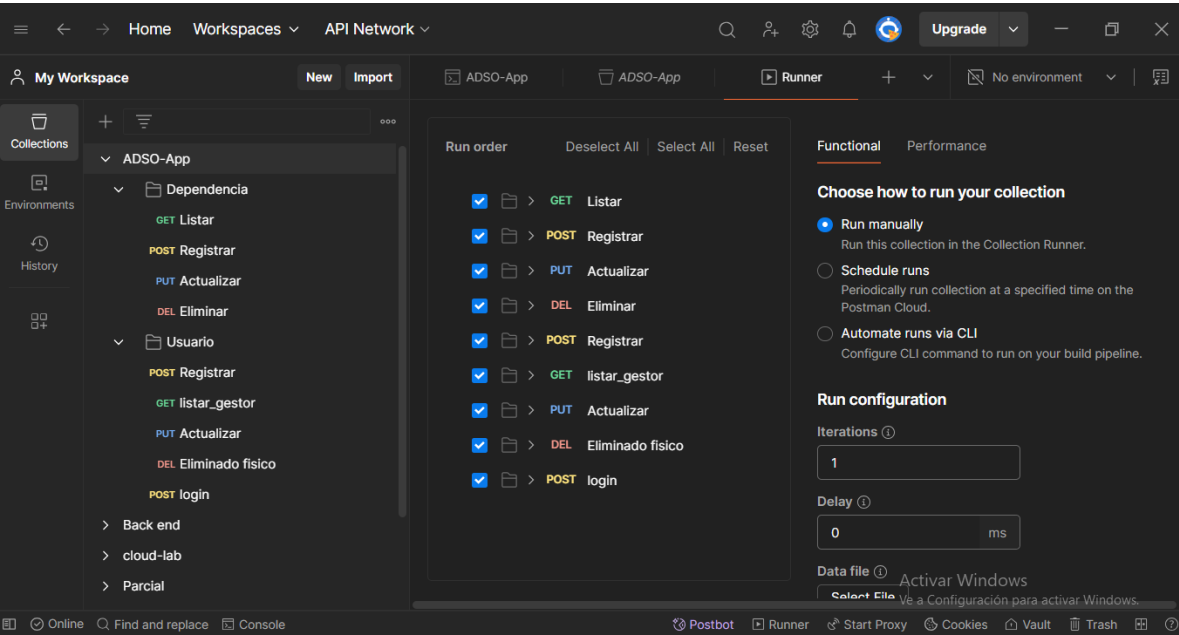 Home Workspaces API Network Upgrade
My Workspace New Import ADSO-App ADSO-App Runner No environment
Collections
Environments
History
ADSO-App
Dependencia
GET Listar
POST Registrar
PUT Actualizar
DEL Eliminar
Usuario
POST Registrar
GET listar_gestor
PUT Actualizar
DEL Eliminado fisico
POST login
Back end
cloud-lab
Parcial
Run order Deselect All Select All Reset
GET Listar
POST Registrar
PUT Actualizar
DEL Eliminar
POST Registrar
GET listar_gestor
PUT Actualizar
DEL Eliminado fisico
POST login
Functional Performance
Choose how to run your collection
Run manually
Run this collection in the Collection Runner.
Schedule runs
Periodically run collection at a specified time on the
Postman Cloud.
Automate runs via CLI
Configure CLI command to run on your build pipeline.
Run configuration
Iterations
1
Delay
0 ms
Data file
Select File
Activar Windows
Ve a Configuración para activar Windows.
Online Find and replace Console Postbot Runner Start Proxy Cookies Vault Trash